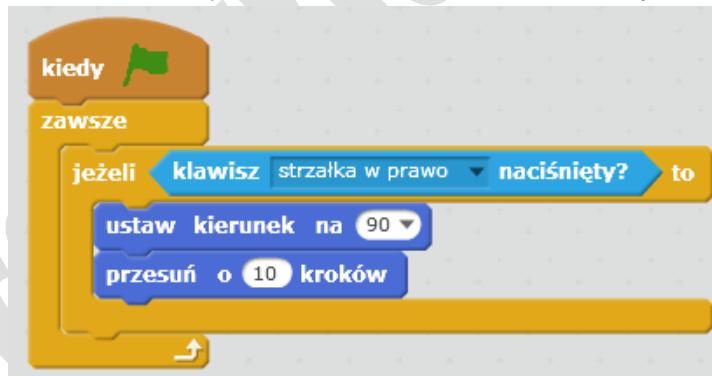 kiedy
zawsze
jeżeli klawisz strzałka w prawo naciśnięty? to
ustaw kierunek na 90
przesuń o 10 kroków